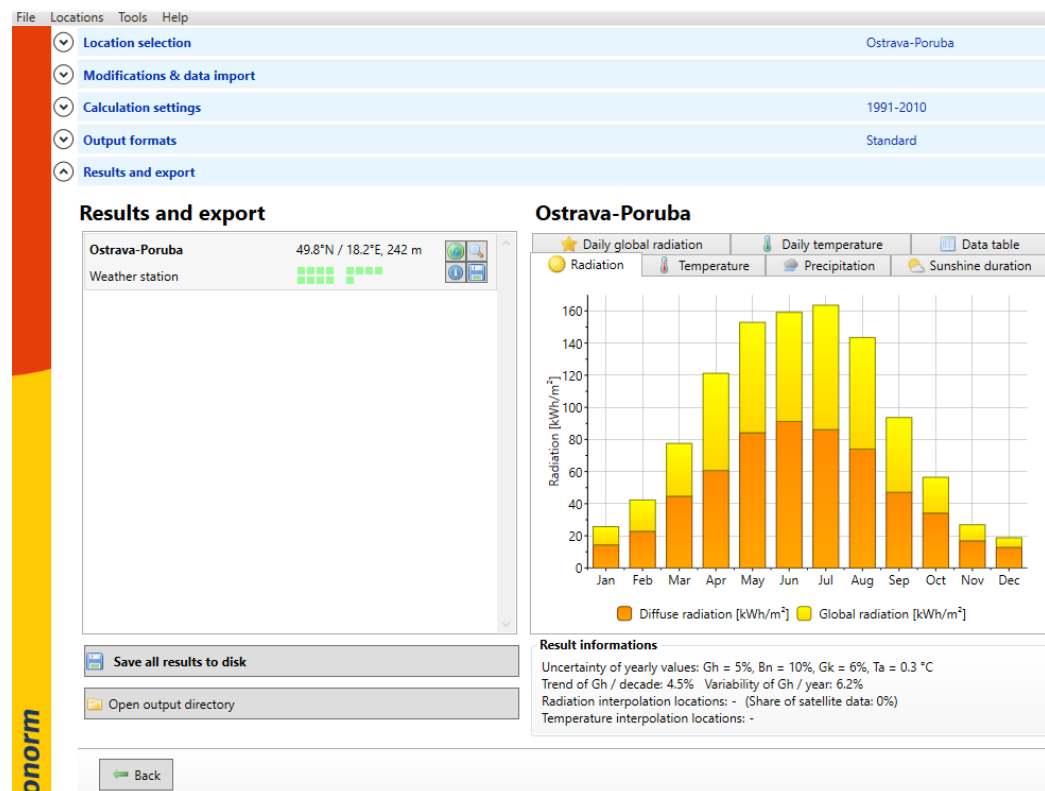 File Locations Tools Help
Location selection Ostrava-Poruba
Modifications & data import
Calculation settings 1991-2010
Output formats Standard
Results and export
Results and export
Ostrava-Poruba 49.8°N / 18.2°E, 242 m
Weather station
Save all results to disk
Open output directory
Back
Ostrava-Poruba
Daily global radiation Daily temperature Data table
Radiation Temperature Precipitation Sunshine duration
Radiation [kWh/m²]
160
140
120
100
80
60
40
20
0
Jan Feb Mar Apr May Jun Jul Aug Sep Oct Nov Dec
Diffuse radiation [kWh/m²] Global radiation [kWh/m²]
Result informations
Uncertainty of yearly values: Gh = 5%, Bn = 10%, Gk = 6%, Ta = 0.3 °C
Trend of Gh / decade: 4.5% Variability of Gh / year: 6.2%
Radiation interpolation locations: - (Share of satellite data: 0%)
Temperature interpolation locations: -
onorm